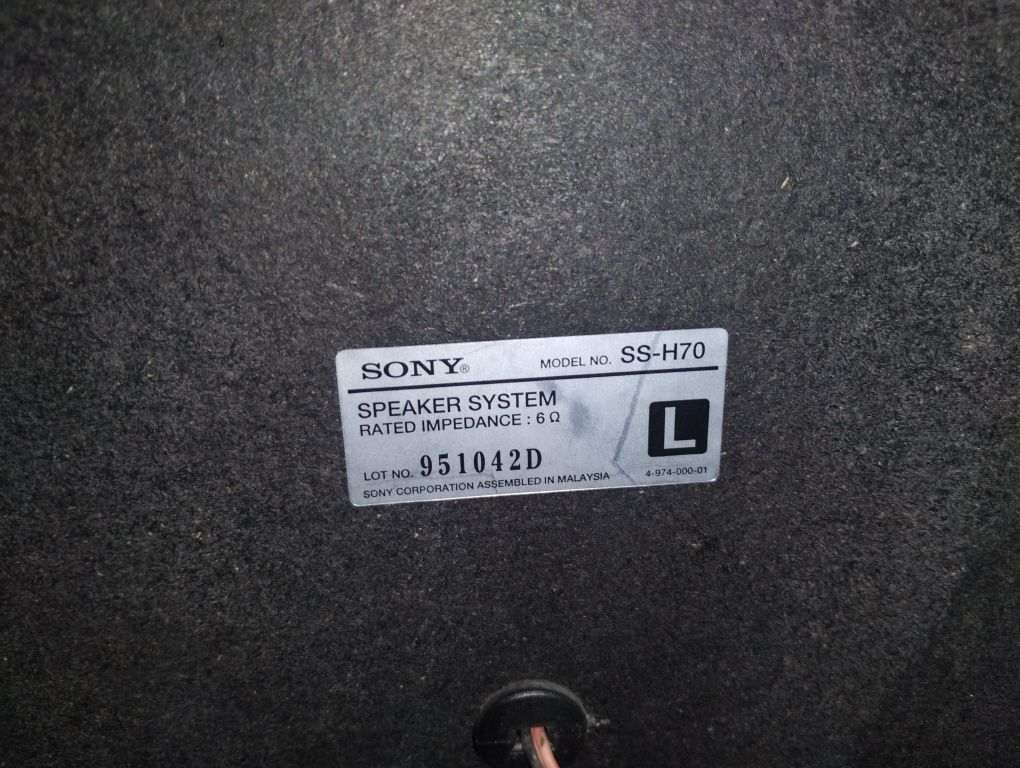 SONY® MODEL NO. SS-H70
SPEAKER SYSTEM
RATED IMPEDANCE : 6 Ω
L
LOT NO. 951042D
SONY CORPORATION ASSEMBLED IN MALAYSIA 4-974-000-01